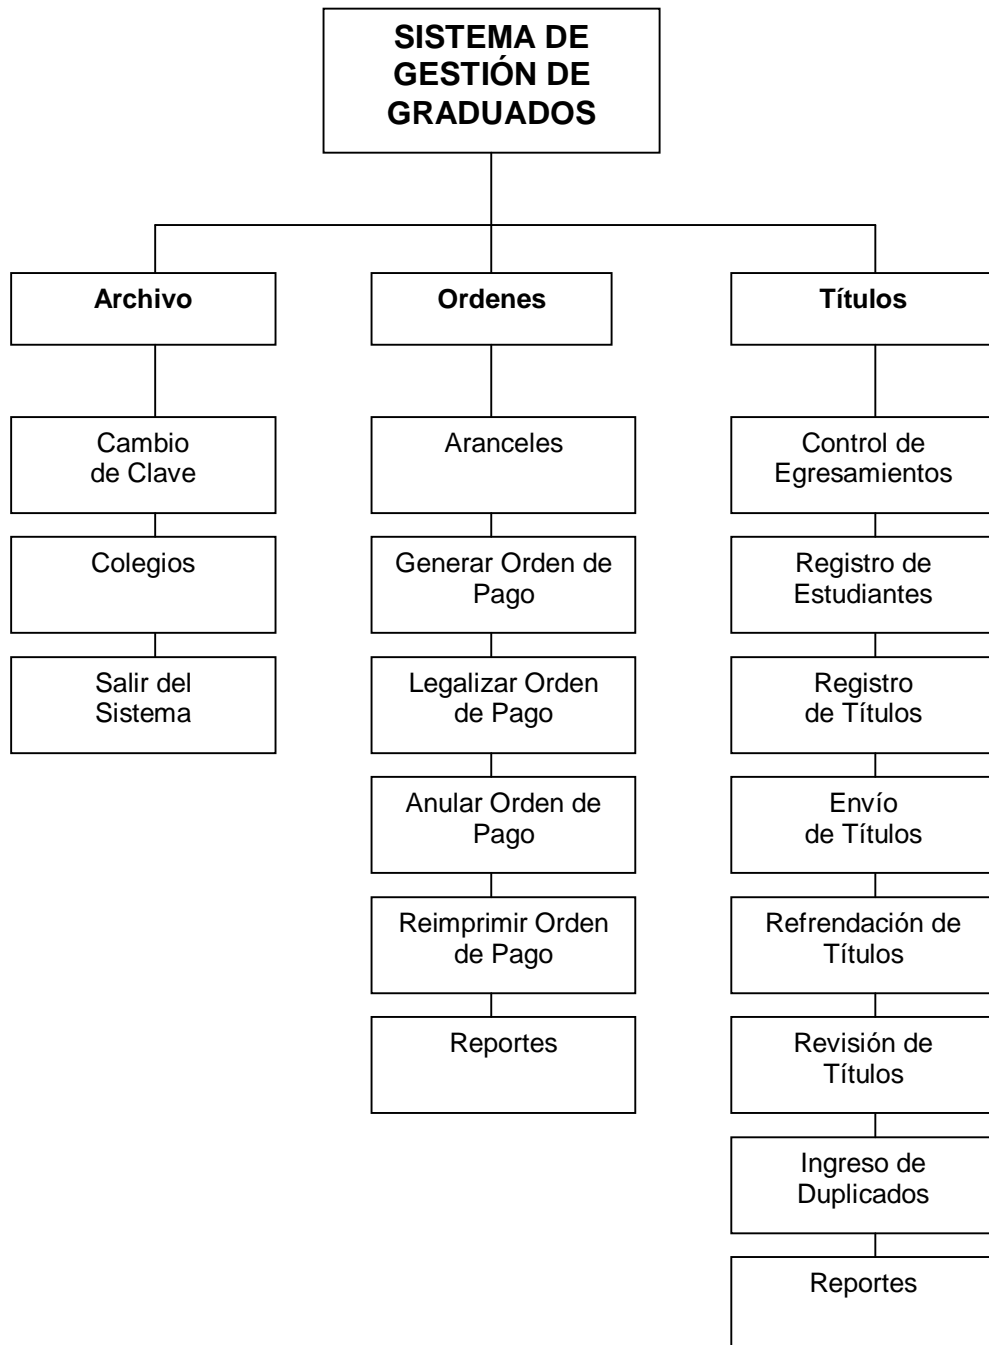 SISTEMA DE
GESTIÓN DE
GRADUADOS
Archivo
Ordenes
Títulos
Cambio
de Clave
Colegios
Salir del
Sistema
Aranceles
Generar Orden de
Pago
Legalizar Orden
de Pago
Anular Orden de
Pago
Reimprimir Orden
de Pago
Reportes
Control de
Egresamientos
Registro de
Estudiantes
Registro
de Títulos
Envío
de Títulos
Refrendación de
Títulos
Revisión de
Títulos
Ingreso de
Duplicados
Reportes